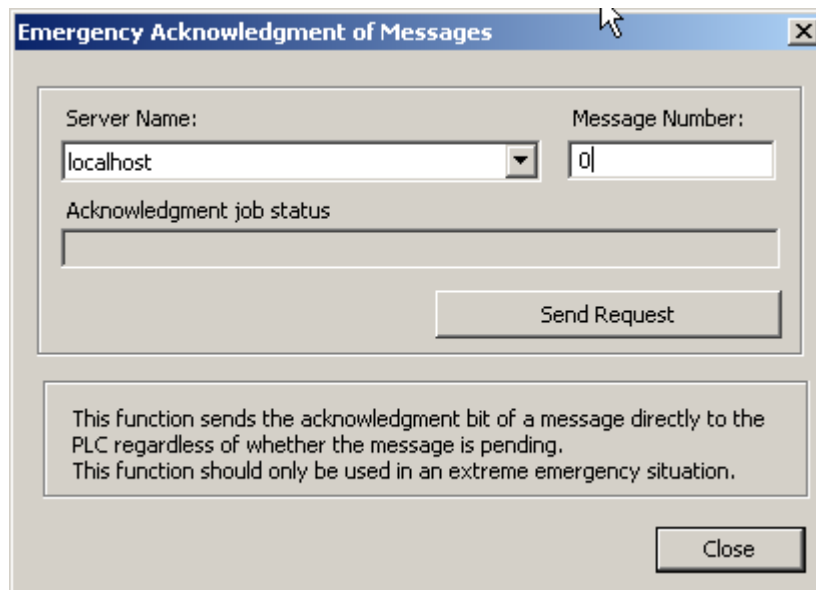 Emergency Acknowledgment of Messages
Server Name:
Message Number:
localhost
0
Acknowledgment job status
Send Request
This function sends the acknowledgment bit of a message directly to the
PLC regardless of whether the message is pending.
This function should only be used in an extreme emergency situation.
Close